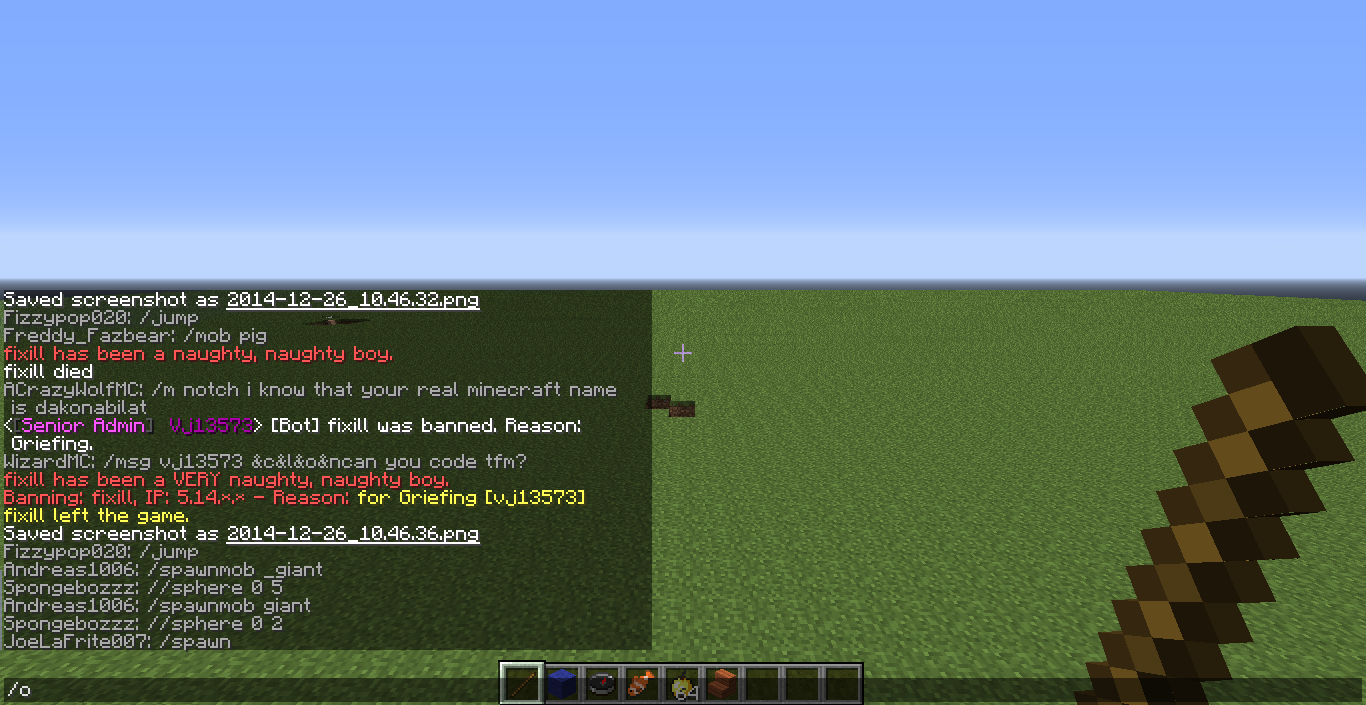 Saved screenshot as 2014-12-26_10.46.32.png
Fizzypop020: /.jump
Freddy_Fazbear: /mob pig
fixill has been a naughty, naughty boy.
fixill died
ACrazyWolfMC: /m notch i know that your real minecraft name
is dakonabilat
<[Senior Admin] Vj13573> [Bot] fixill was banned. Reason:
Griefing.
WizardMC: /msg vj13573 &c&l&o&ncan you code tfm?
fixill has been a VERY naughty, naughty boy.
Banning: fixill, IP: 5.14.*.* - Reason: for Griefing [vj13573]
fixill left the game.
Saved screenshot as 2014-12-26_10.46.36.png
Fizzypop020: /.jump
Andreas1006: /spawnmob _giant
Spongebozzz: //sphere 0 5
Andreas1006: /spawnmob giant
Spongebozzz: //sphere 0 2
JoeLaFrite007: /spawn
64
/o